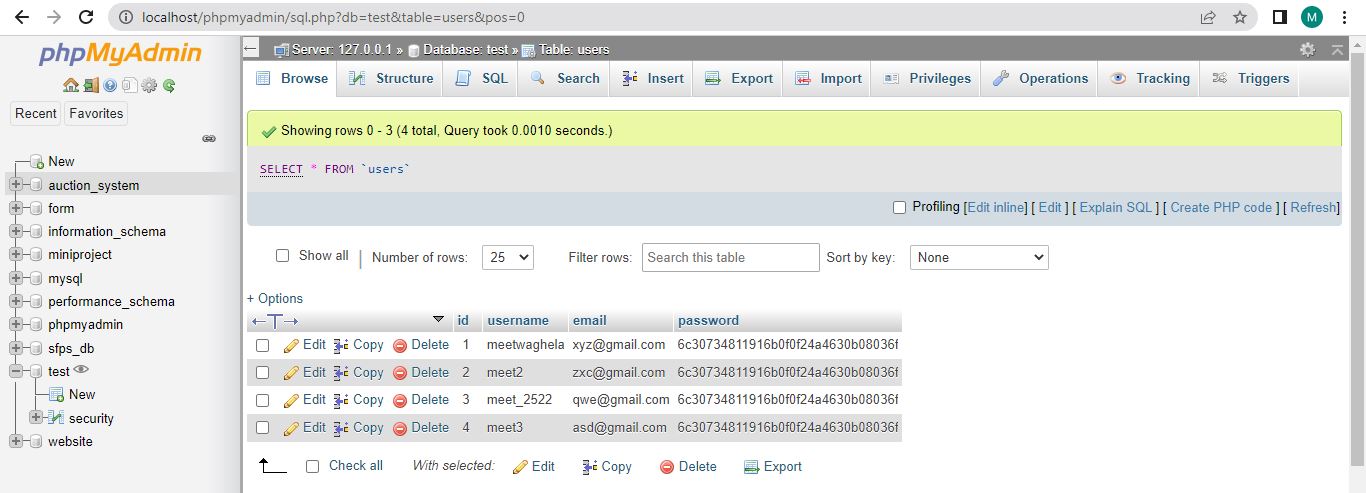 localhost/phpmyadmin/sql.php?db=test&table=users&pos=0
M
phpMyAdmin
Recent Favorites
New
auction_system
form
information_schema
miniproject
mysql
performance_schema
phpmyadmin
sfps_db
test
New
security
website
Server: 127.0.0.1 » Database: test » Table: users
Browse Structure SQL Search Insert Export Import Privileges Operations Tracking Triggers
Showing rows 0 - 3 (4 total, Query took 0.0010 seconds.)
SELECT * FROM `users`
Profiling [Edit inline] [ Edit ] [ Explain SQL ] [ Create PHP code ] [ Refresh]
Show all | Number of rows: 25 Filter rows: Search this table Sort by key: None
+ Options
←T→ id username email password
Edit Copy Delete 1 meetwaghela xyz@gmail.com 6c30734811916b0f0f24a4630b08036f
Edit Copy Delete 2 meet2 zxc@gmail.com 6c30734811916b0f0f24a4630b08036f
Edit Copy Delete 3 meet_2522 qwe@gmail.com 6c30734811916b0f0f24a4630b08036f
Edit Copy Delete 4 meet3 asd@gmail.com 6c30734811916b0f0f24a4630b08036f
Check all With selected: Edit Copy Delete Export